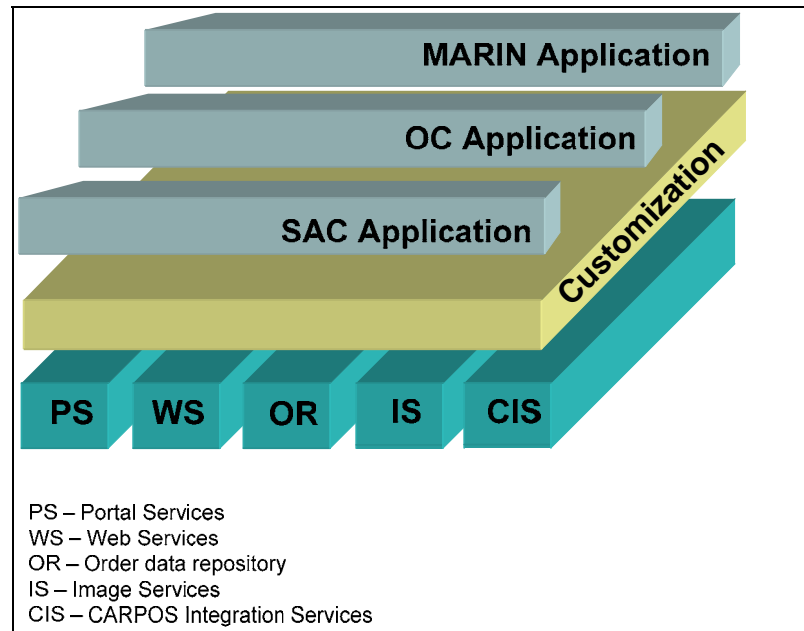 MARIN Application
OC Application
SAC Application
Customization
PS WS OR IS CIS
PS – Portal Services
WS – Web Services
OR – Order data repository
IS – Image Services
CIS – CARPOS Integration Services